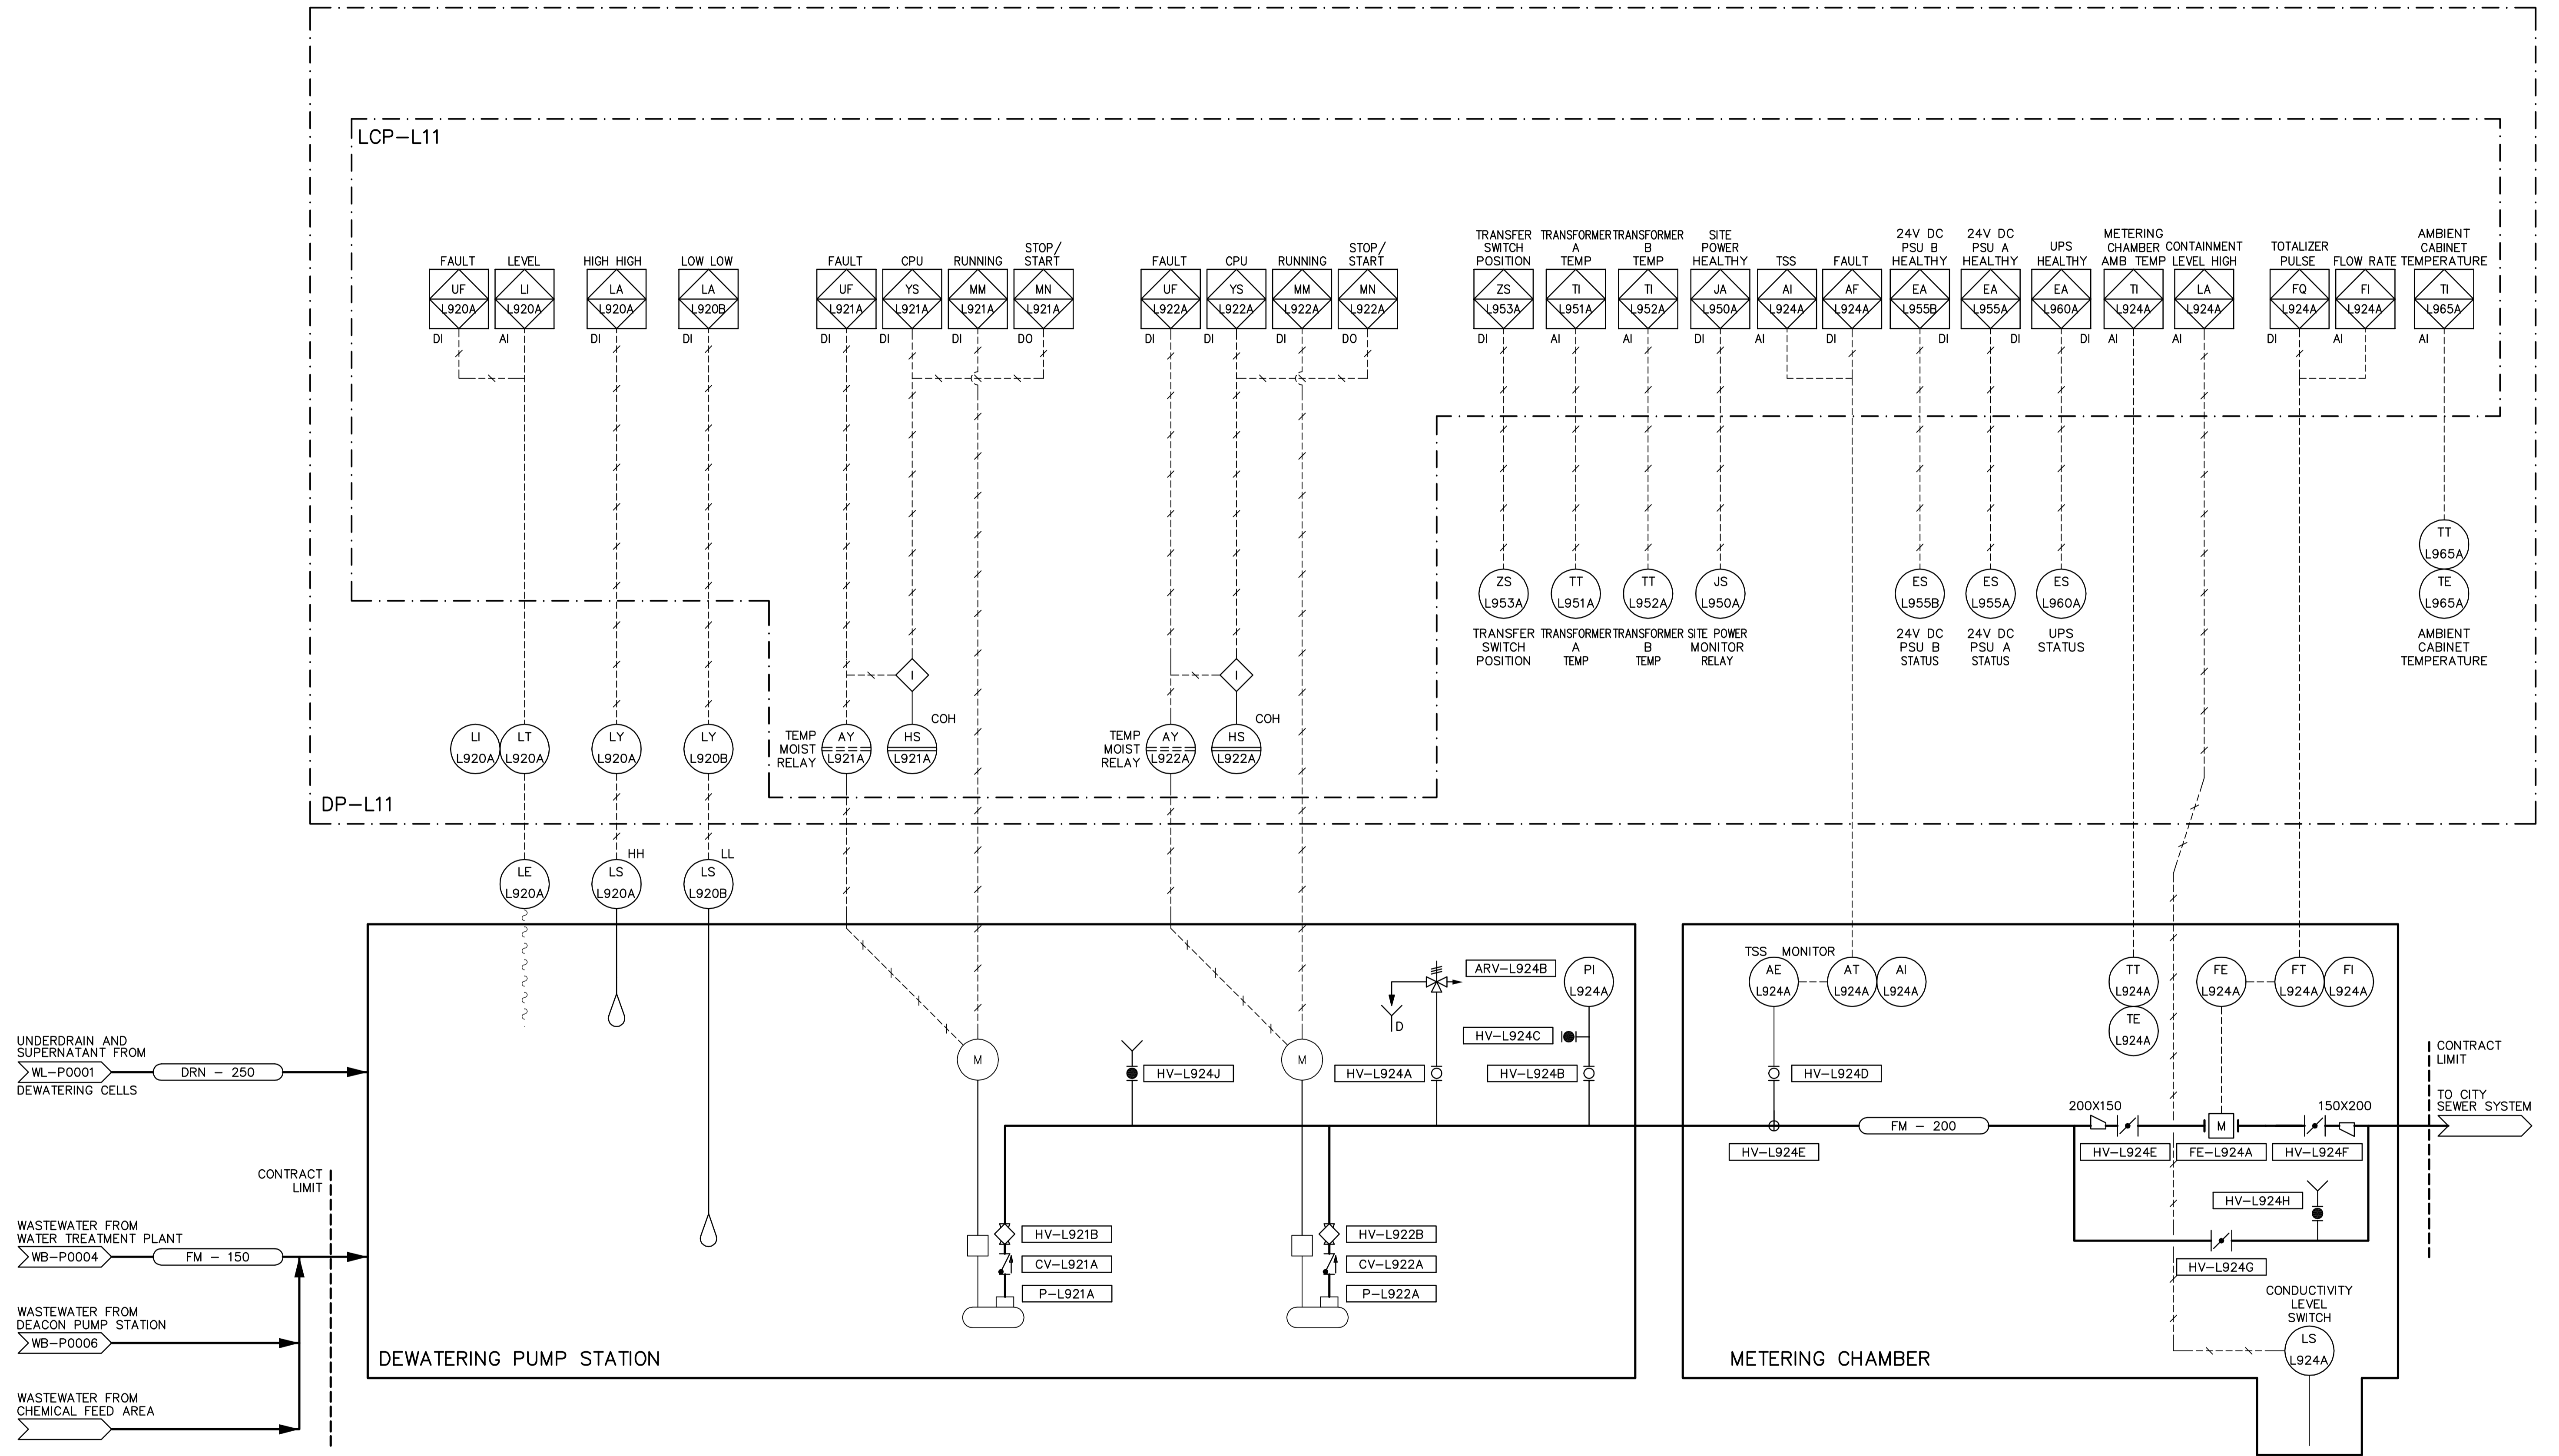 LCP-L11
FAULT
UF
L920A
DI
LEVEL
LI
L920A
AI
HIGH HIGH
LA
L920A
DI
LOW LOW
LA
L920B
DI
FAULT
UF
L921A
DI
CPU
YS
L921A
DI
RUNNING
MM
L921A
DI
STOP/
START
MN
L921A
DO
FAULT
UF
L922A
DI
CPU
YS
L922A
DI
RUNNING
MM
L922A
DI
STOP/
START
MN
L922A
DO
TRANSFER
SWITCH
POSITION
ZS
L953A
DI
TRANSFORMER
A
TEMP
TI
L951A
AI
TRANSFORMER
B
TEMP
TI
L952A
AI
SITE
POWER
HEALTHY
JA
L950A
DI
TSS
AI
L924A
AI
FAULT
AF
L924A
DI
24V DC
PSU B
HEALTHY
EA
L955B
DI
24V DC
PSU A
HEALTHY
EA
L955A
DI
UPS
HEALTHY
EA
L960A
DI
METERING
CHAMBER
AMB TEMP
TI
L924A
AI
CONTAINMENT
LEVEL HIGH
LA
L924A
AI
TOTALIZER
PULSE
FQ
L924A
DI
FLOW RATE
FI
L924A
AI
AMBIENT
CABINET
TEMPERATURE
TI
L965A
AI
TT
L965A
TE
L965A
AMBIENT
CABINET
TEMPERATURE
ZS
L953A
TRANSFER
SWITCH
POSITION
TT
L951A
TRANSFORMER
A
TEMP
TT
L952A
TRANSFORMER
B
TEMP
JS
L950A
SITE POWER
MONITOR
RELAY
ES
L955B
24V DC
PSU B
STATUS
ES
L955A
24V DC
PSU A
STATUS
ES
L960A
UPS
STATUS
I
I
LI
L920A
LT
L920A
LY
L920A
LY
L920B
TEMP
MOIST
RELAY
AY
L921A
COH
HS
L921A
TEMP
MOIST
RELAY
AY
L922A
COH
HS
L922A
DP-L11
LE
L920A
HH
LS
L920A
LL
LS
L920B
ARV-L924B
PI
L924A
D
HV-L924C
M
HV-L924J
M
HV-L924A
HV-L924B
HV-L921B
CV-L921A
P-L921A
HV-L922B
CV-L922A
P-L922A
DEWATERING PUMP STATION
UNDERDRAIN AND
SUPERNATANT FROM
WL-P0001
DRN - 250
DEWATERING CELLS
CONTRACT
LIMIT
WASTEWATER FROM
WATER TREATMENT PLANT
WB-P0004
FM - 150
WASTEWATER FROM
DEACON PUMP STATION
WB-P0006
WASTEWATER FROM
CHEMICAL FEED AREA
TSS MONITOR
AE
L924A
AT
L924A
AI
L924A
TT
L924A
TE
L924A
FE
L924A
FT
L924A
FI
L924A
HV-L924D
HV-L924E
FM - 200
200X150
HV-L924E
M
FE-L924A
150X200
HV-L924F
HV-L924H
HV-L924G
CONDUCTIVITY
LEVEL
SWITCH
LS
L924A
METERING CHAMBER
CONTRACT
LIMIT
TO CITY
SEWER SYSTEM